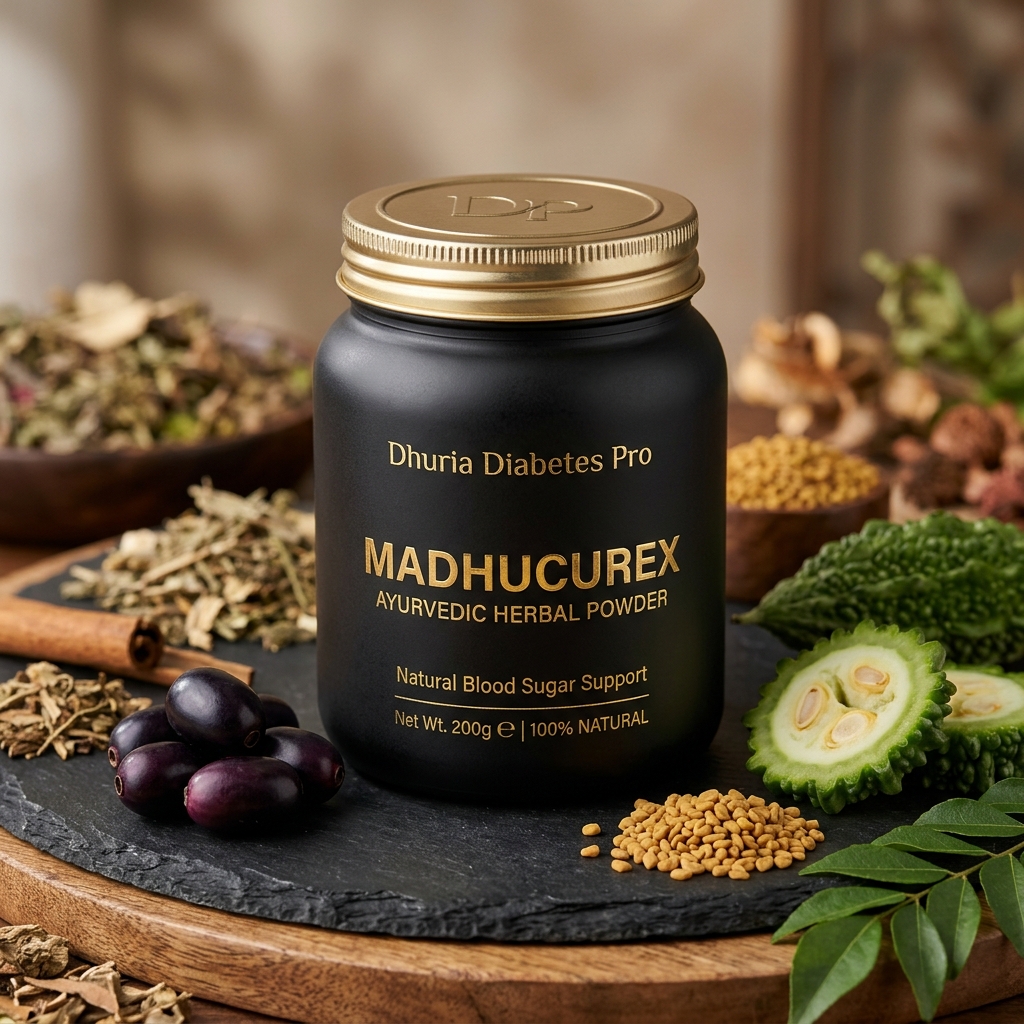 DP
Dhuria Diabetes Pro
MADHUCUREX
AYURVEDIC HERBAL POWDER
Natural Blood Sugar Support
Net Wt. 200g ℮ | 100% NATURAL